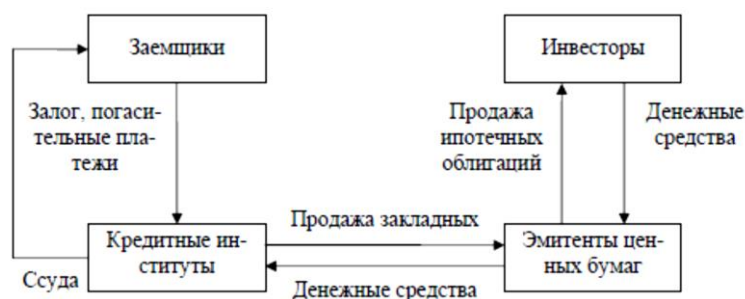 Заемщики
Инвесторы
Залог, погаси-
тельные пла-
тежи
Продажа
ипотечных
облигаций
Денежные
средства
Продажа закладных
Кредитные ин-
ституты
Эмитенты цен-
ных бумаг
Ссуда
Денежные средства